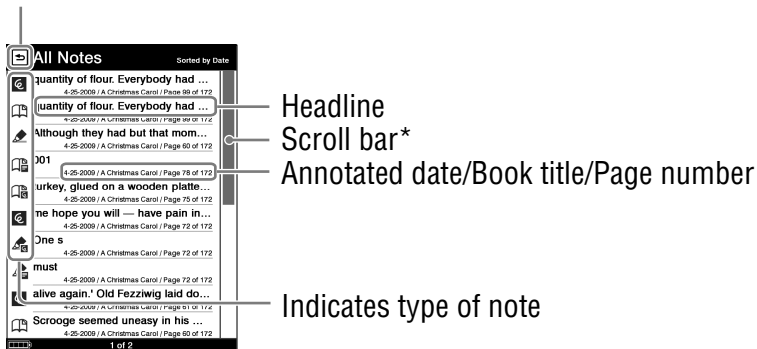 All Notes Sorted by Date
quantity of flour. Everybody had ...
4-25-2009 / A Christmas Carol / Page 99 of 172
quantity of flour. Everybody had ...
4-25-2009 / A Christmas Carol / Page 99 of 172
Although they had but that mom...
4-25-2009 / A Christmas Carol / Page 60 of 172
001
4-25-2009 / A Christmas Carol / Page 78 of 172
turkey, glued on a wooden platte...
4-25-2009 / A Christmas Carol / Page 75 of 172
me hope you will — have pain in...
4-25-2009 / A Christmas Carol / Page 72 of 172
One s
4-25-2009 / A Christmas Carol / Page 72 of 172
must
4-25-2009 / A Christmas Carol / Page 72 of 172
alive again.' Old Fezziwig laid do...
4-25-2009 / A Christmas Carol / Page 61 of 172
Scrooge seemed uneasy in his ...
4-25-2009 / A Christmas Carol / Page 60 of 172
1 of 2
Headline
Scroll bar*
Annotated date/Book title/Page number
Indicates type of note